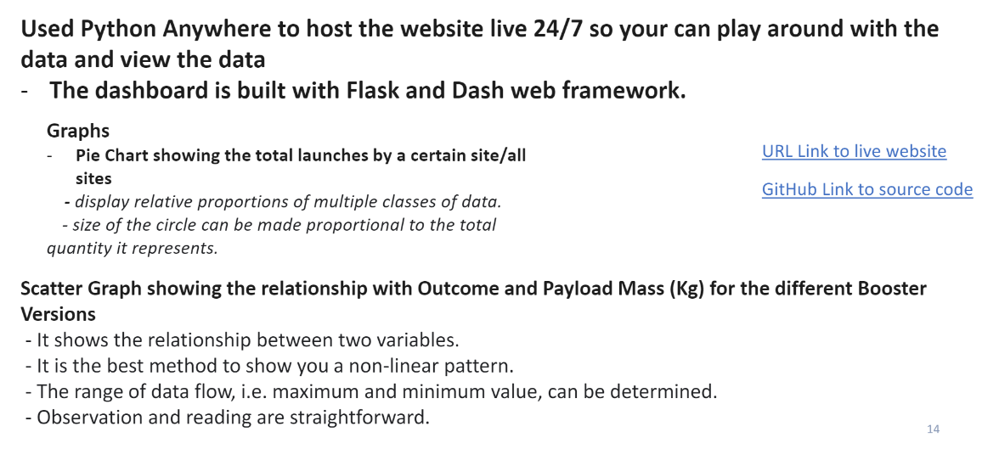 Used Python Anywhere to host the website live 24/7 so your can play around with the
data and view the data
- The dashboard is built with Flask and Dash web framework.
Graphs
- Pie Chart showing the total launches by a certain site/all
sites
- display relative proportions of multiple classes of data.
- size of the circle can be made proportional to the total
quantity it represents.
URL Link to live website
GitHub Link to source code
Scatter Graph showing the relationship with Outcome and Payload Mass (Kg) for the different Booster
Versions
- It shows the relationship between two variables.
- It is the best method to show you a non-linear pattern.
- The range of data flow, i.e. maximum and minimum value, can be determined.
- Observation and reading are straightforward.
14